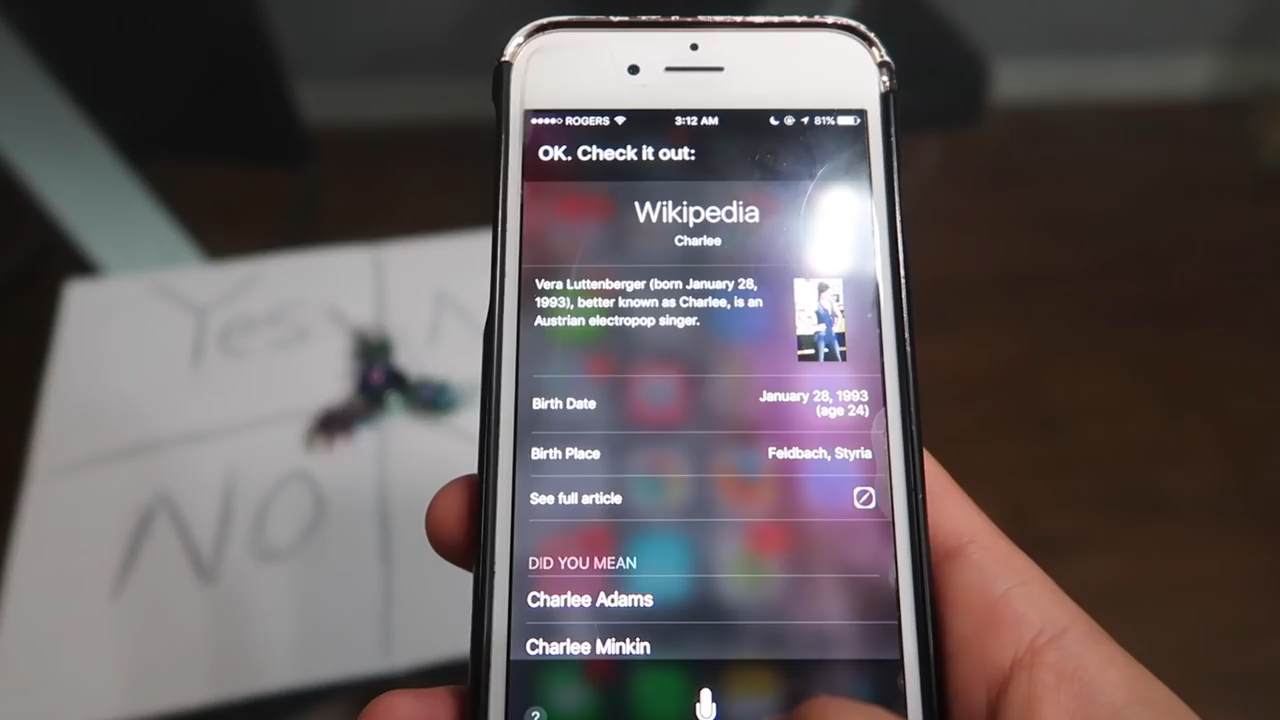 ROGERS 3:12 AM 81%
OK. Check it out:
Wikipedia
Charlee
Vera Luttenberger (born January 28,
1993), better known as Charlee, is an
Austrian electropop singer.
Birth Date January 28, 1993
(age 24)
Birth Place Feldbach, Styria
See full article
DID YOU MEAN
Charlee Adams
Charlee Minkin
?
Yes N
NO